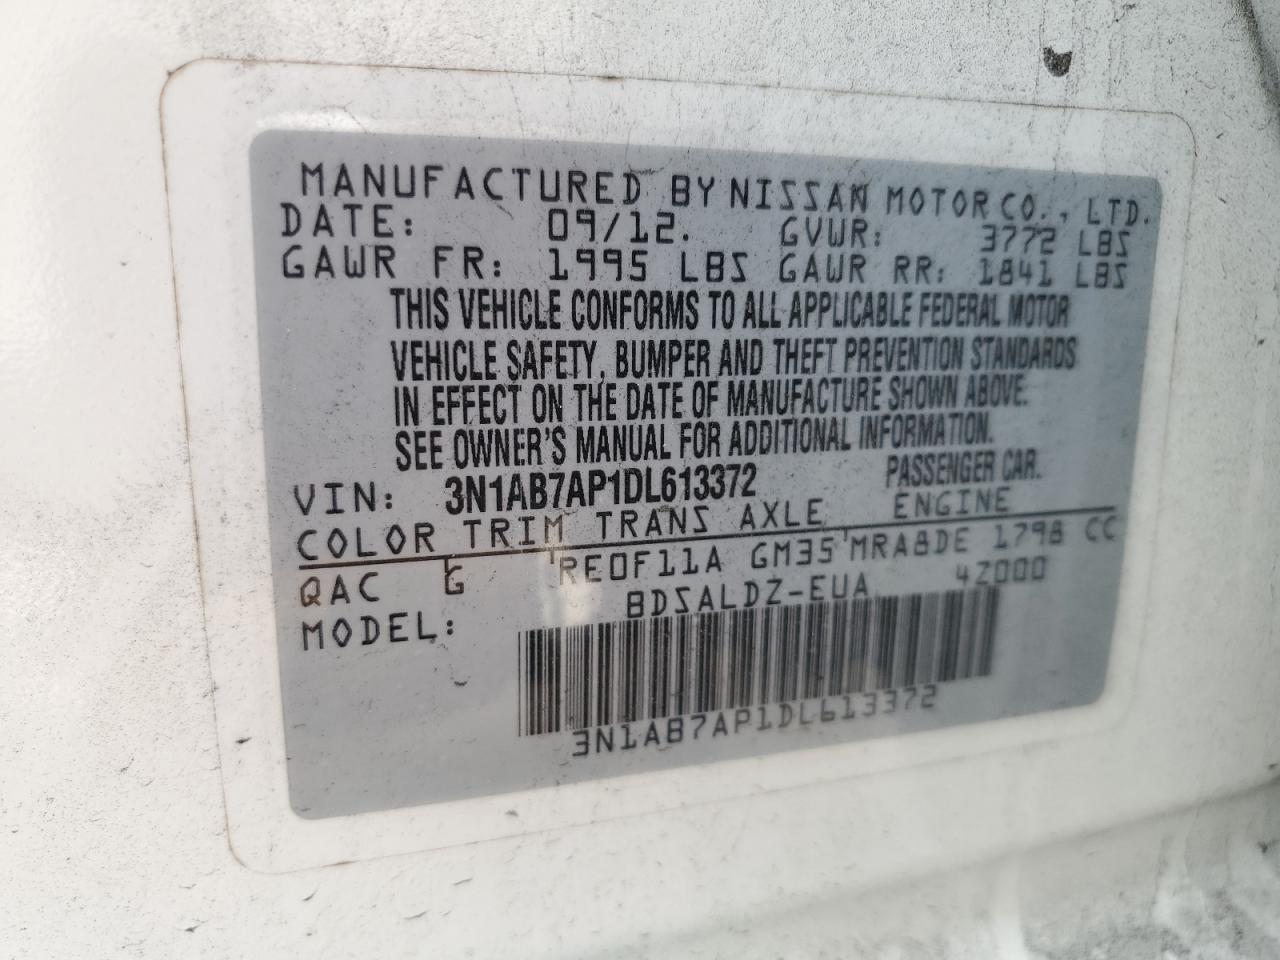 MANUFACTURED BY NISSAN MOTOR CO., LTD.
DATE: 09/12. GVWR: 3772 LBS
GAWR FR: 1995 LBS GAWR RR: 1841 LBS
THIS VEHICLE CONFORMS TO ALL APPLICABLE FEDERAL MOTOR
VEHICLE SAFETY, BUMPER AND THEFT PREVENTION STANDARDS
IN EFFECT ON THE DATE OF MANUFACTURE SHOWN ABOVE.
SEE OWNER'S MANUAL FOR ADDITIONAL INFORMATION.
VIN: 3N1AB7AP1DL613372 PASSENGER CAR.
COLOR TRIM TRANS AXLE ENGINE
QAC G RE0F11A GM35 MRA8DE 1798 CC
MODEL: BDSALDZ-EUA 4Z000
3N1AB7AP1DL613372